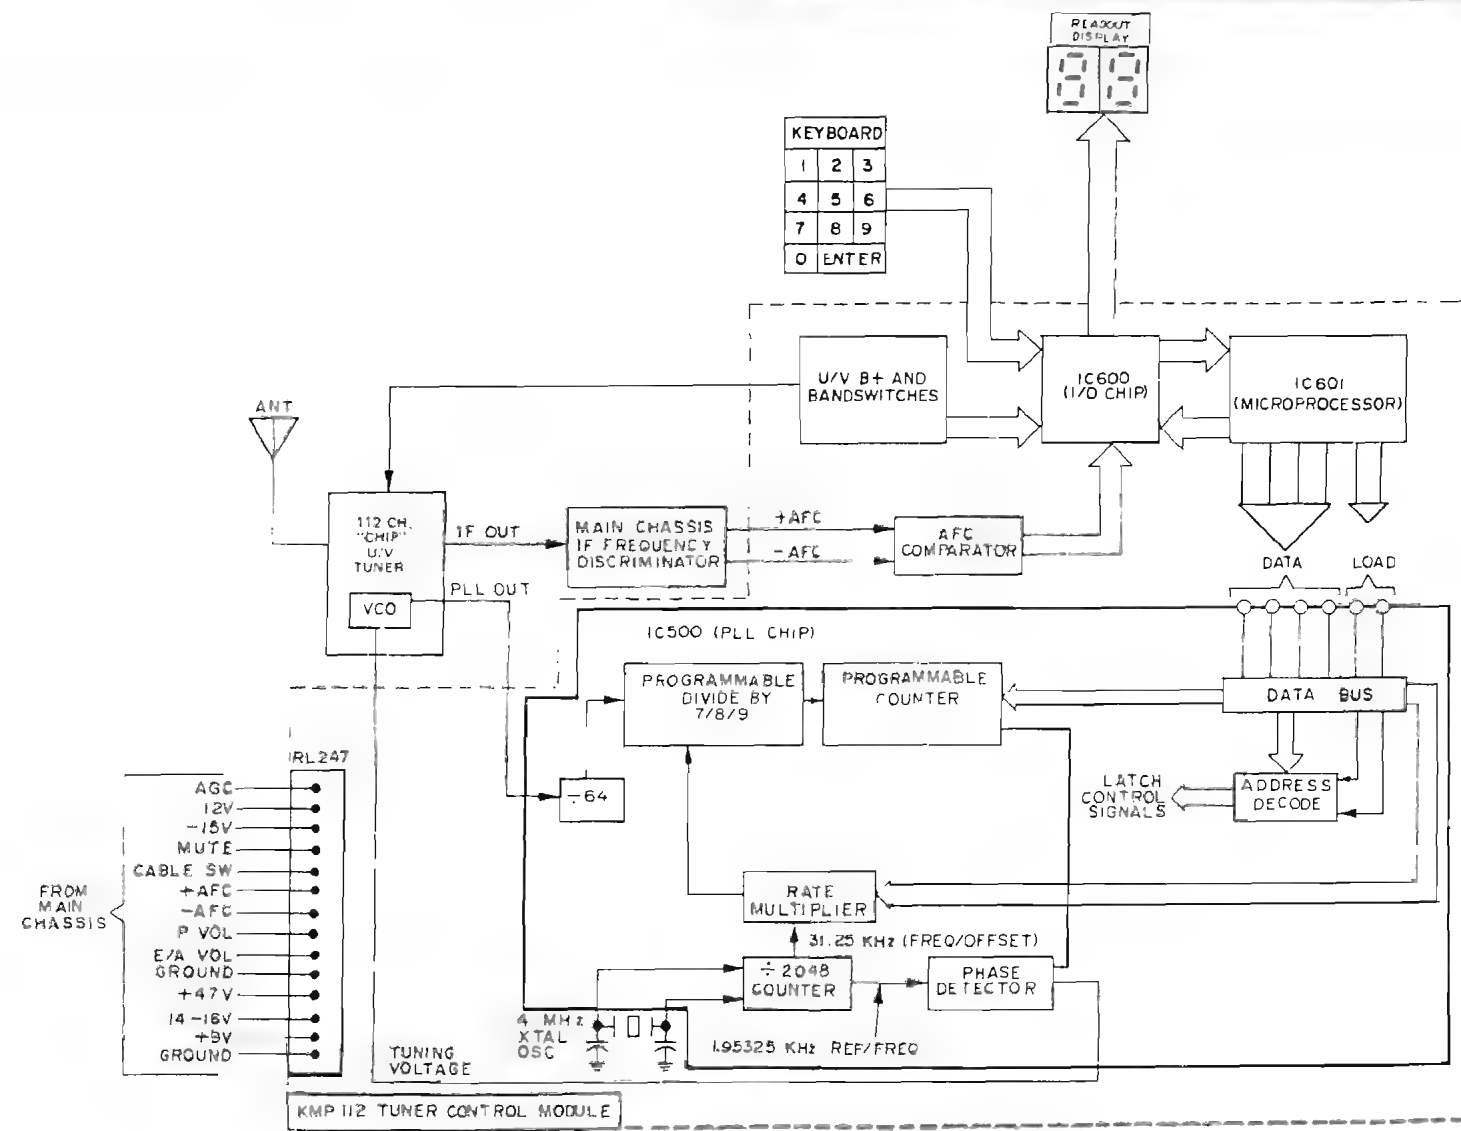 READOUT
DISPLAY
KEYBOARD
1 2 3
4 5 6
7 8 9
0 ENTER
U/V B+ AND
BANDSWITCHES
IC600
(I/O CHIP)
IC601
(MICROPROCESSOR)
ANT
112 CH.
"CHIP"
U/V
TUNER
VCO
IF OUT
PLL OUT
MAIN CHASSIS
IF FREQUENCY
DISCRIMINATOR
+AFC
-AFC
AFC
COMPARATOR
DATA
LOAD
IC500 (PLL CHIP)
PROGRAMMABLE
DIVIDE BY
7/8/9
PROGRAMMABLE
COUNTER
DATA BUS
÷64
LATCH
CONTROL
SIGNALS
ADDRESS
DECODE
RATE
MULTIPLIER
31.25 KHz (FREQ/OFFSET)
÷2048
COUNTER
PHASE
DETECTOR
4 MHz
XTAL
OSC
1.95325 KHz REF/FREQ
TUNING
VOLTAGE
RL247
FROM
MAIN
CHASSIS
AGC
12V
-15V
MUTE
CABLE SW
+AFC
-AFC
P VOL
E/A VOL
GROUND
+47V
14-16V
+9V
GROUND
KMP112 TUNER CONTROL MODULE